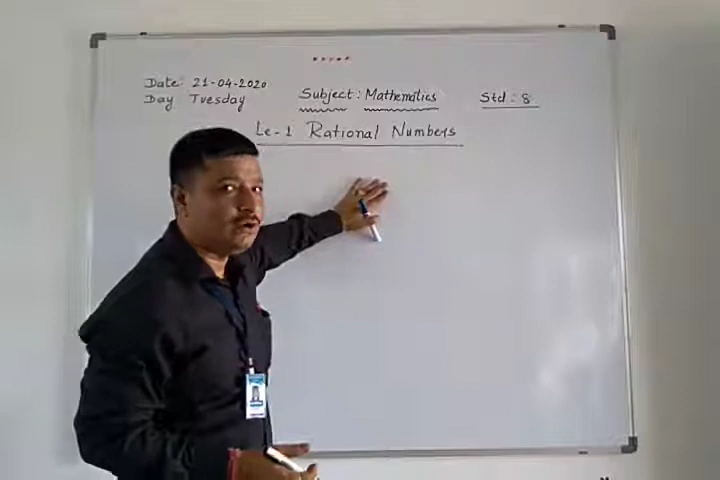 Date: 21-04-2020
Day Tuesday
Subject: Mathematics
Std: 8
Le-1 Rational Numbers